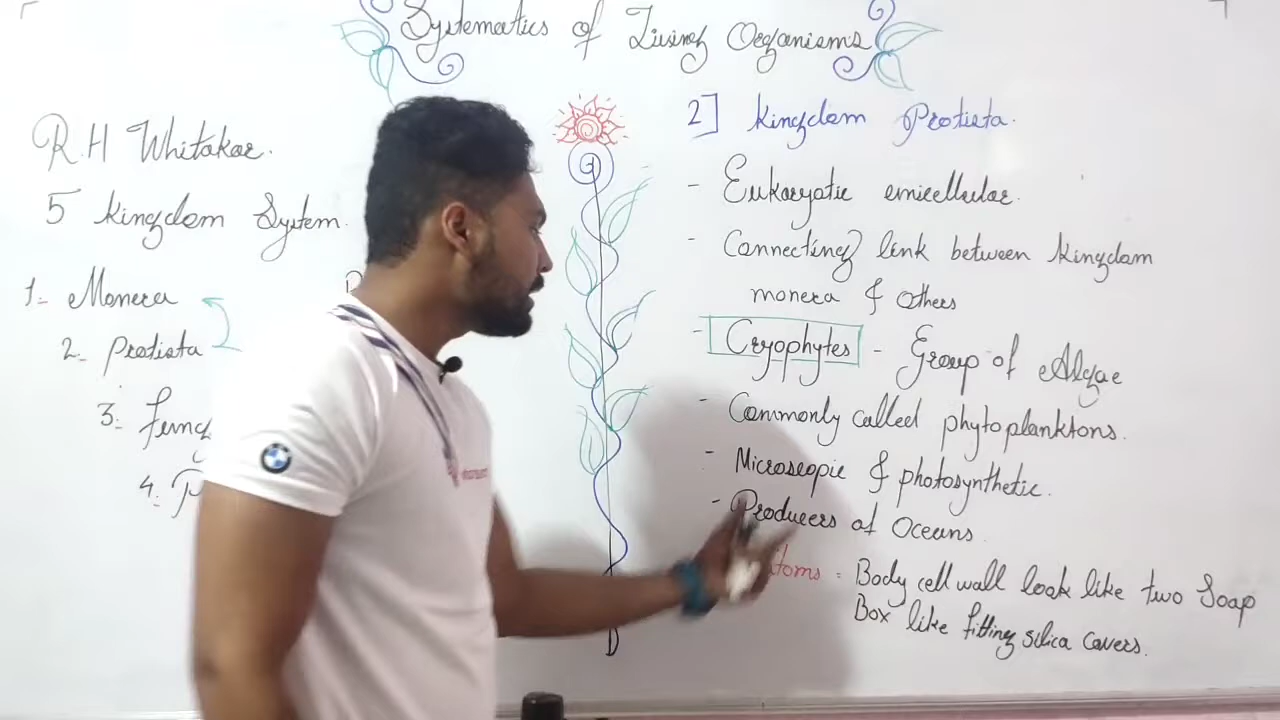 Systematics of Living Organisms
R.H Whitakar.
5 kingdom System.
1- Monera
2- Protista
3-
4-
2] kingdom Protista.
- Eukaryotic unicellular.
- Connecting link between kingdom
monera & others
- Cryophytes - Group of Algae
- Commonly called phytoplanktons.
- Microscopic & photosynthetic.
- Producers of Oceans.
= Body cell wall look like two Soap
Box like fitting silica covers.
BMW